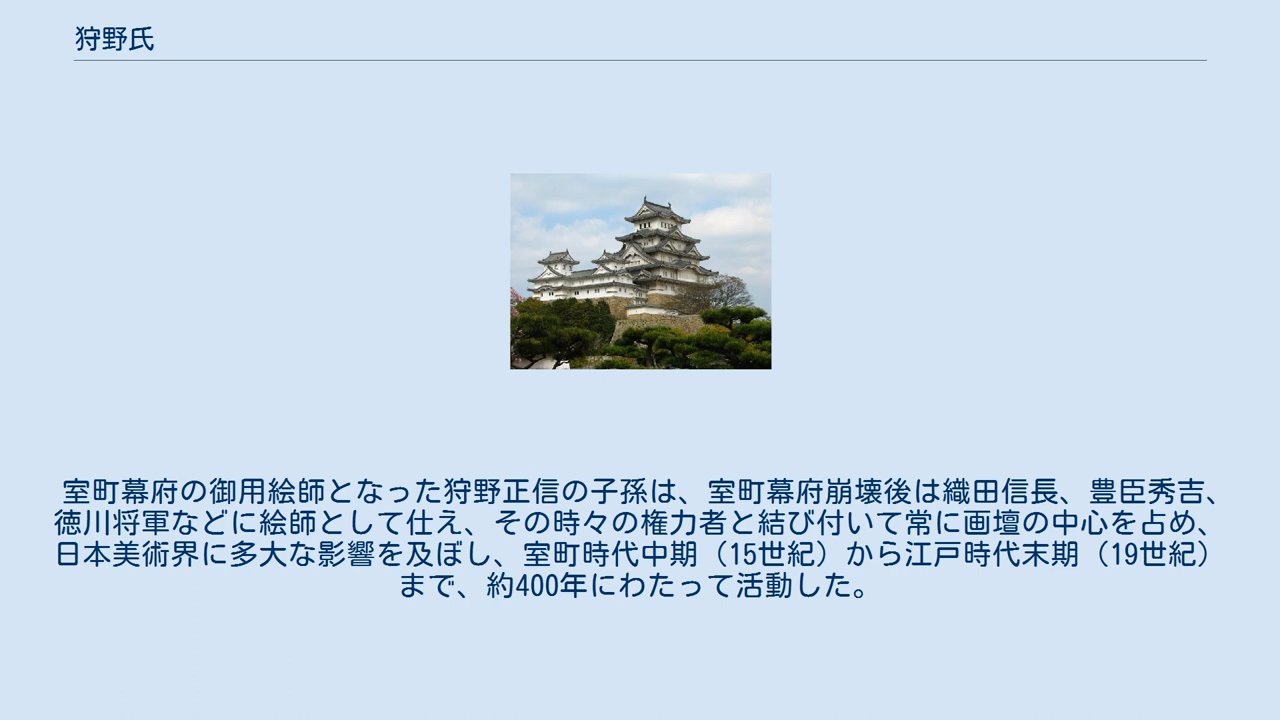 狩野氏
室町幕府の御用絵師となった狩野正信の子孫は、室町幕府崩壊後は織田信長、豊臣秀吉、
徳川将軍などに絵師として仕え、その時々の権力者と結び付いて常に画壇の中心を占め、
日本美術界に多大な影響を及ぼし、室町時代中期（15世紀）から江戸時代末期（19世紀）
まで、約400年にわたって活動した。